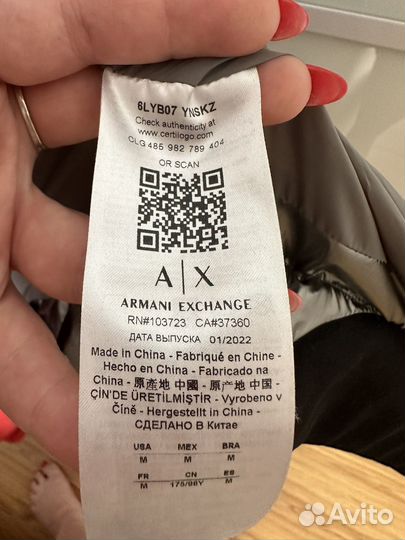 6LYB07 YNSKZ
Check authenticity at
www.certilogo.com
CLG 485 982 789 404
OR SCAN
A|X
ARMANI EXCHANGE
RN#103723 CA#37360
ДАТА ВЫПУСКА 01/2022
Made in China - Fabriqué en Chine -
Hecho en China - Fabricado na
China - 原產地 中國 - 原产地 中国 -
ÇİN'DE ÜRETİLMİŞTİR - Vyrobeno v
Číně - Hergestellt in China -
СДЕЛАНО В Китае
USA MEX BRA
M M M
FR CN ES
M 175/96Y M
Avito